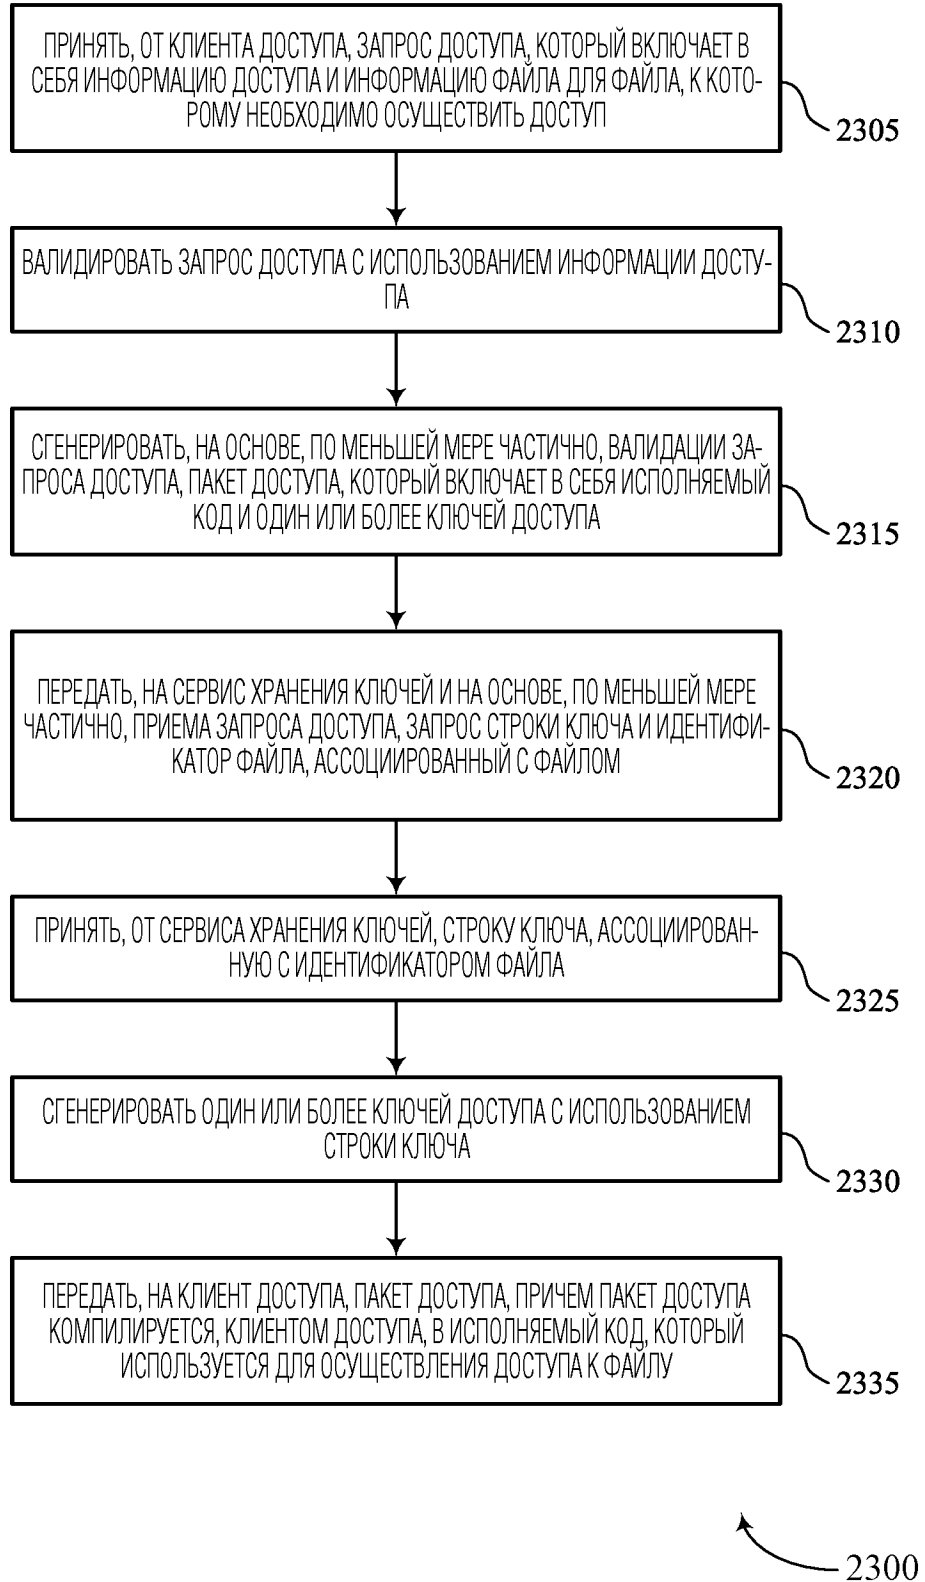 ПРИНЯТЬ, ОТ КЛИЕНТА ДОСТУПА, ЗАПРОС ДОСТУПА, КОТОРЫЙ ВКЛЮЧАЕТ В
СЕБЯ ИНФОРМАЦИЮ ДОСТУПА И ИНФОРМАЦИЮ ФАЙЛА ДЛЯ ФАЙЛА, К КОТО-
РОМУ НЕОБХОДИМО ОСУЩЕСТВИТЬ ДОСТУП
2305
ВАЛИДИРОВАТЬ ЗАПРОС ДОСТУПА С ИСПОЛЬЗОВАНИЕМ ИНФОРМАЦИИ ДОСТУ-
ПА
2310
СГЕНЕРИРОВАТЬ, НА ОСНОВЕ, ПО МЕНЬШЕЙ МЕРЕ ЧАСТИЧНО, ВАЛИДАЦИИ ЗА-
ПРОСА ДОСТУПА, ПАКЕТ ДОСТУПА, КОТОРЫЙ ВКЛЮЧАЕТ В СЕБЯ ИСПОЛНЯЕМЫЙ
КОД И ОДИН ИЛИ БОЛЕЕ КЛЮЧЕЙ ДОСТУПА
2315
ПЕРЕДАТЬ, НА СЕРВИС ХРАНЕНИЯ КЛЮЧЕЙ И НА ОСНОВЕ, ПО МЕНЬШЕЙ МЕРЕ
ЧАСТИЧНО, ПРИЕМА ЗАПРОСА ДОСТУПА, ЗАПРОС СТРОКИ КЛЮЧА И ИДЕНТИФИ-
КАТОР ФАЙЛА, АССОЦИИРОВАННЫЙ С ФАЙЛОМ
2320
ПРИНЯТЬ, ОТ СЕРВИСА ХРАНЕНИЯ КЛЮЧЕЙ, СТРОКУ КЛЮЧА, АССОЦИИРОВАН-
НУЮ С ИДЕНТИФИКАТОРОМ ФАЙЛА
2325
СГЕНЕРИРОВАТЬ ОДИН ИЛИ БОЛЕЕ КЛЮЧЕЙ ДОСТУПА С ИСПОЛЬЗОВАНИЕМ
СТРОКИ КЛЮЧА
2330
ПЕРЕДАТЬ, НА КЛИЕНТ ДОСТУПА, ПАКЕТ ДОСТУПА, ПРИЧЕМ ПАКЕТ ДОСТУПА
КОМПИЛИРУЕТСЯ, КЛИЕНТОМ ДОСТУПА, В ИСПОЛНЯЕМЫЙ КОД, КОТОРЫЙ
ИСПОЛЬЗУЕТСЯ ДЛЯ ОСУЩЕСТВЛЕНИЯ ДОСТУПА К ФАЙЛУ
2335
2300